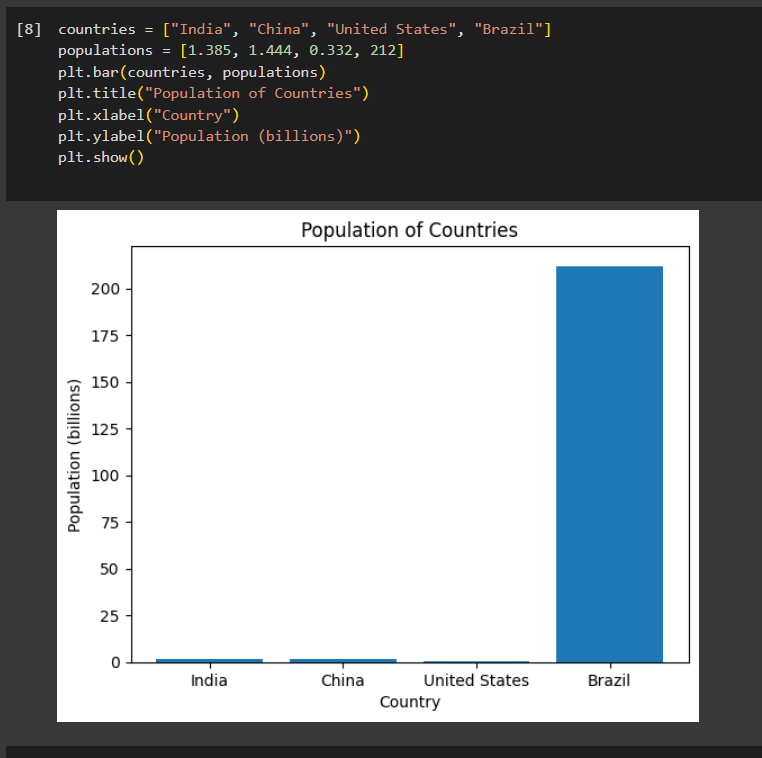 [8] countries = ["India", "China", "United States", "Brazil"]
populations = [1.385, 1.444, 0.332, 212]
plt.bar(countries, populations)
plt.title("Population of Countries")
plt.xlabel("Country")
plt.ylabel("Population (billions)")
plt.show()
Population of Countries
Population (billions)
200
175
150
125
100
75
50
25
0
India China United States Brazil
Country